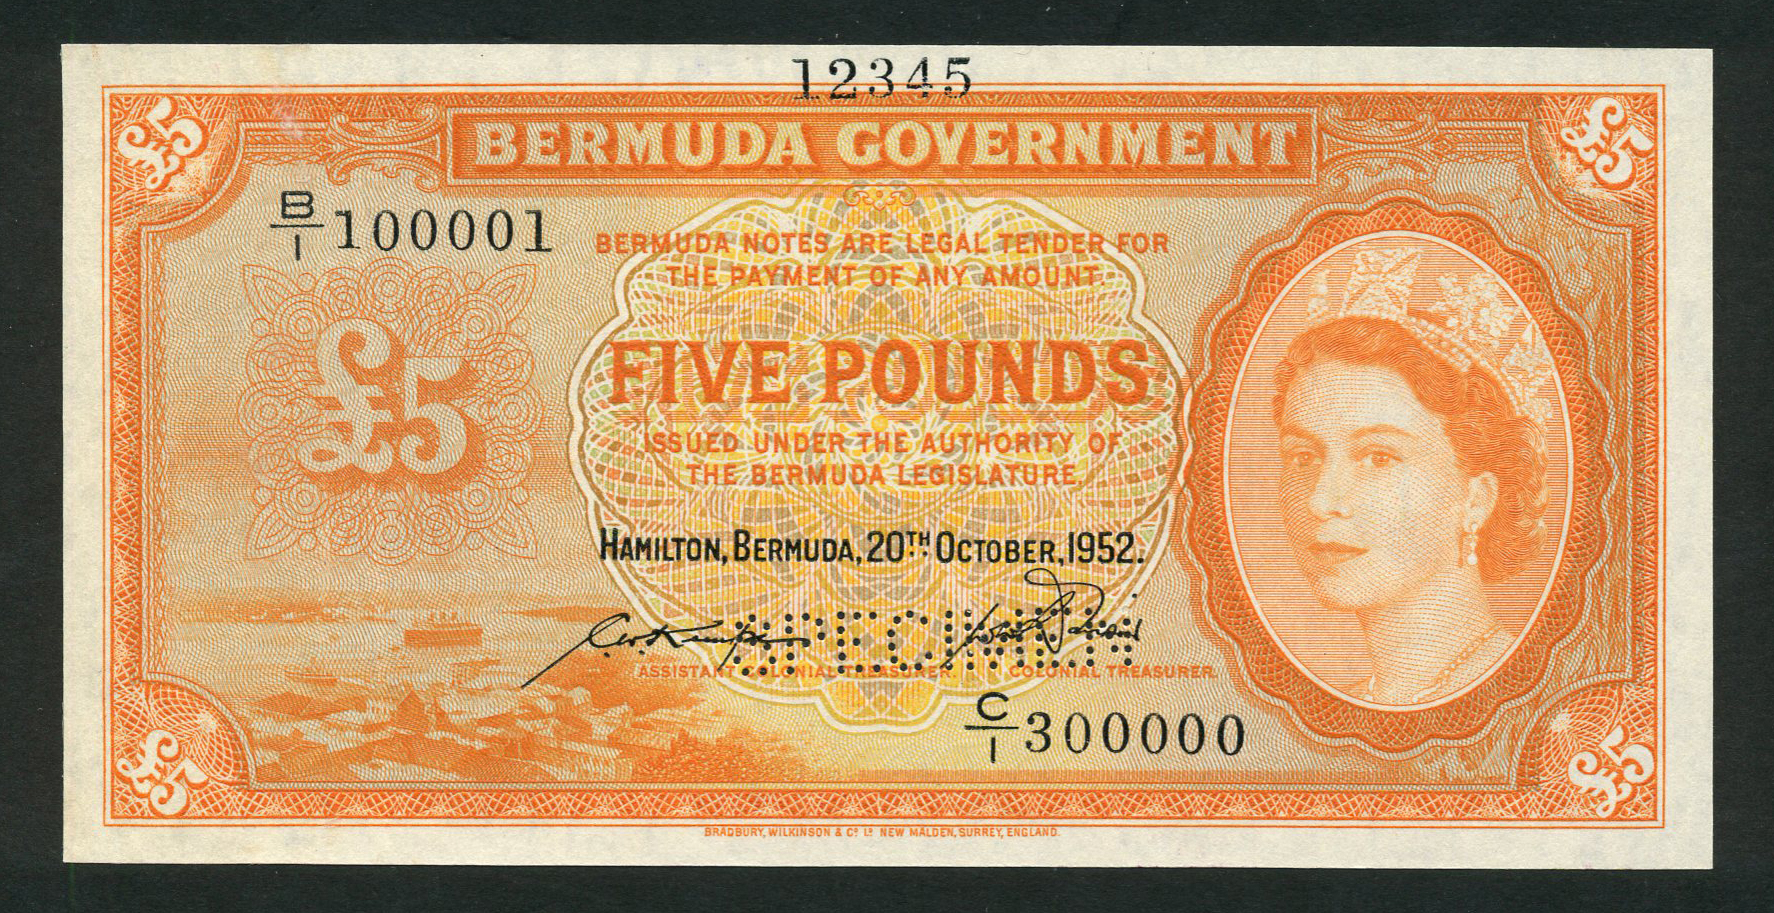 12345
£5
BERMUDA GOVERNMENT
£5
B/1 100001
BERMUDA NOTES ARE LEGAL TENDER FOR
THE PAYMENT OF ANY AMOUNT.
£5
FIVE POUNDS
ISSUED UNDER THE AUTHORITY OF
THE BERMUDA LEGISLATURE.
HAMILTON, BERMUDA, 20TH OCTOBER, 1952.
SPECIMEN
ASSISTANT COLONIAL TREASURER.
COLONIAL TREASURER.
C/1 300000
£5
£5
BRADBURY, WILKINSON & Co. Ld. NEW MALDEN, SURREY, ENGLAND.